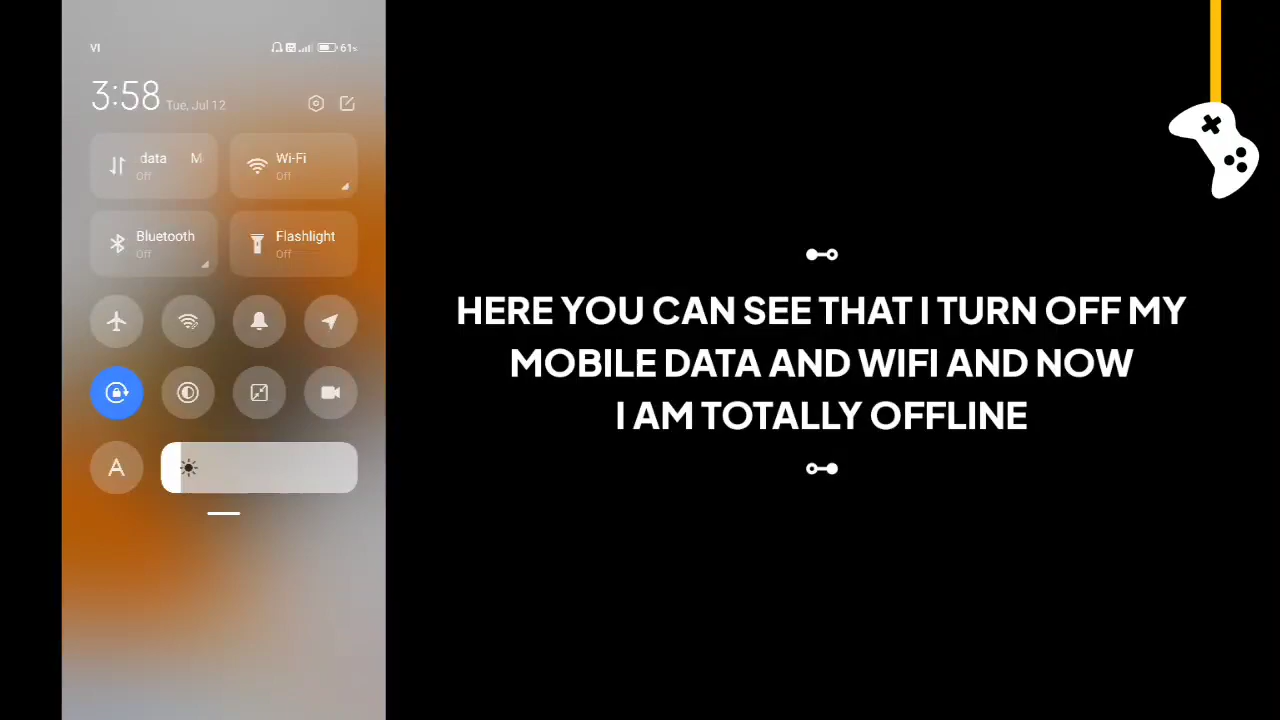 VI
61%
3:58 Tue, Jul 12
data M
Off
Wi-Fi
Off
Bluetooth
Off
Flashlight
Off
A
HERE YOU CAN SEE THAT I TURN OFF MY
MOBILE DATA AND WIFI AND NOW
I AM TOTALLY OFFLINE